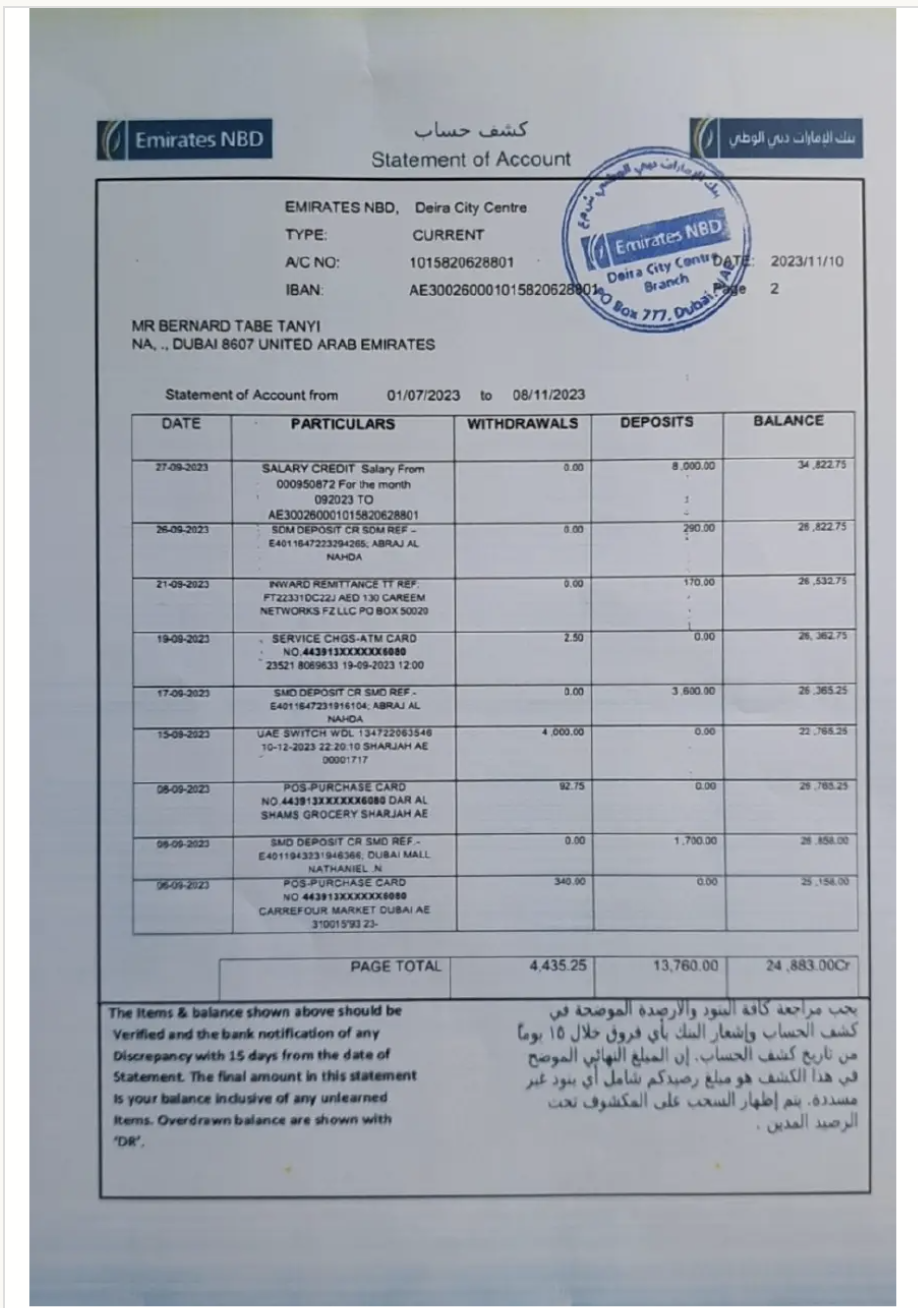 Emirates NBD
كشف حساب
بنك الإمارات دبي الوطني
Statement of Account
بنك الإمارات دبي الوطني ش.م.ع
Emirates NBD
Deira City Centre
Branch
PO Box 777, Dubai, UAE
EMIRATES NBD, Deira City Centre
TYPE: CURRENT
A/C NO: 1015820628801 DATE: 2023/11/10
IBAN: AE300260001015820628801 Page 2
MR BERNARD TABE TANYI
NA, ., DUBAI 8607 UNITED ARAB EMIRATES
Statement of Account from 01/07/2023 to 08/11/2023
DATE PARTICULARS WITHDRAWALS DEPOSITS BALANCE
27-09-2023 SALARY CREDIT Salary From 0.00 8,000.00 34 ,822.75
000950872 For the month
092023 TO
AE300260001015820628801
26-09-2023 SDM DEPOSIT CR SDM REF - 0.00 290.00 26 ,822.75
E4011647223294265; ABRAJ AL
NAHDA
21-09-2023 INWARD REMITTANCE TT REF: 0.00 170.00 26 ,532.75
FT22331DC22J AED 130 CAREEM
NETWORKS FZ LLC PO BOX 50020
19-09-2023 SERVICE CHGS-ATM CARD 2.50 0.00 26, 362.75
NO.443913XXXXXX6080
23521 8069633 19-09-2023 12:00
17-09-2023 SMD DEPOSIT CR SMD REF - 0.00 3 ,600.00 26 ,365.25
E4011647231916104; ABRAJ AL
NAHDA
15-09-2023 UAE SWITCH WDL 134722063546 4 ,000.00 0.00 22 ,765.25
10-12-2023 22:20:10 SHARJAH AE
00001717
08-09-2023 POS-PURCHASE CARD 92.75 0.00 26 ,765.25
NO.443913XXXXXX6080 DAR AL
SHAMS GROCERY SHARJAH AE
08-09-2023 SMD DEPOSIT CR SMD REF.- 0.00 1 ,700.00 26 ,858.00
E4011943231946366; DUBAI MALL
NATHANIEL .N
06-09-2023 POS-PURCHASE CARD 340.00 0.00 25 ,158.00
NO 443913XXXXXX6080
CARREFOUR MARKET DUBAI AE
310015'93 23-
PAGE TOTAL 4,435.25 13,760.00 24 ,883.00Cr
The Items & balance shown above should be
Verified and the bank notification of any
Discrepancy with 15 days from the date of
Statement. The final amount in this statement
Is your balance inclusive of any unlearned
Items. Overdrawn balance are shown with
'DR'.
يجب مراجعة كافة البنود والارصدة الموضحة في
كشف الحساب وإشعار البنك بأي فروق خلال ١٥ يوماً
من تاريخ كشف الحساب. إن المبلغ النهائي الموضح
في هذا الكشف هو مبلغ رصيدكم شامل أي بنود غير
مسددة. يتم إظهار السحب على المكشوف تحت
الرصيد المدين .